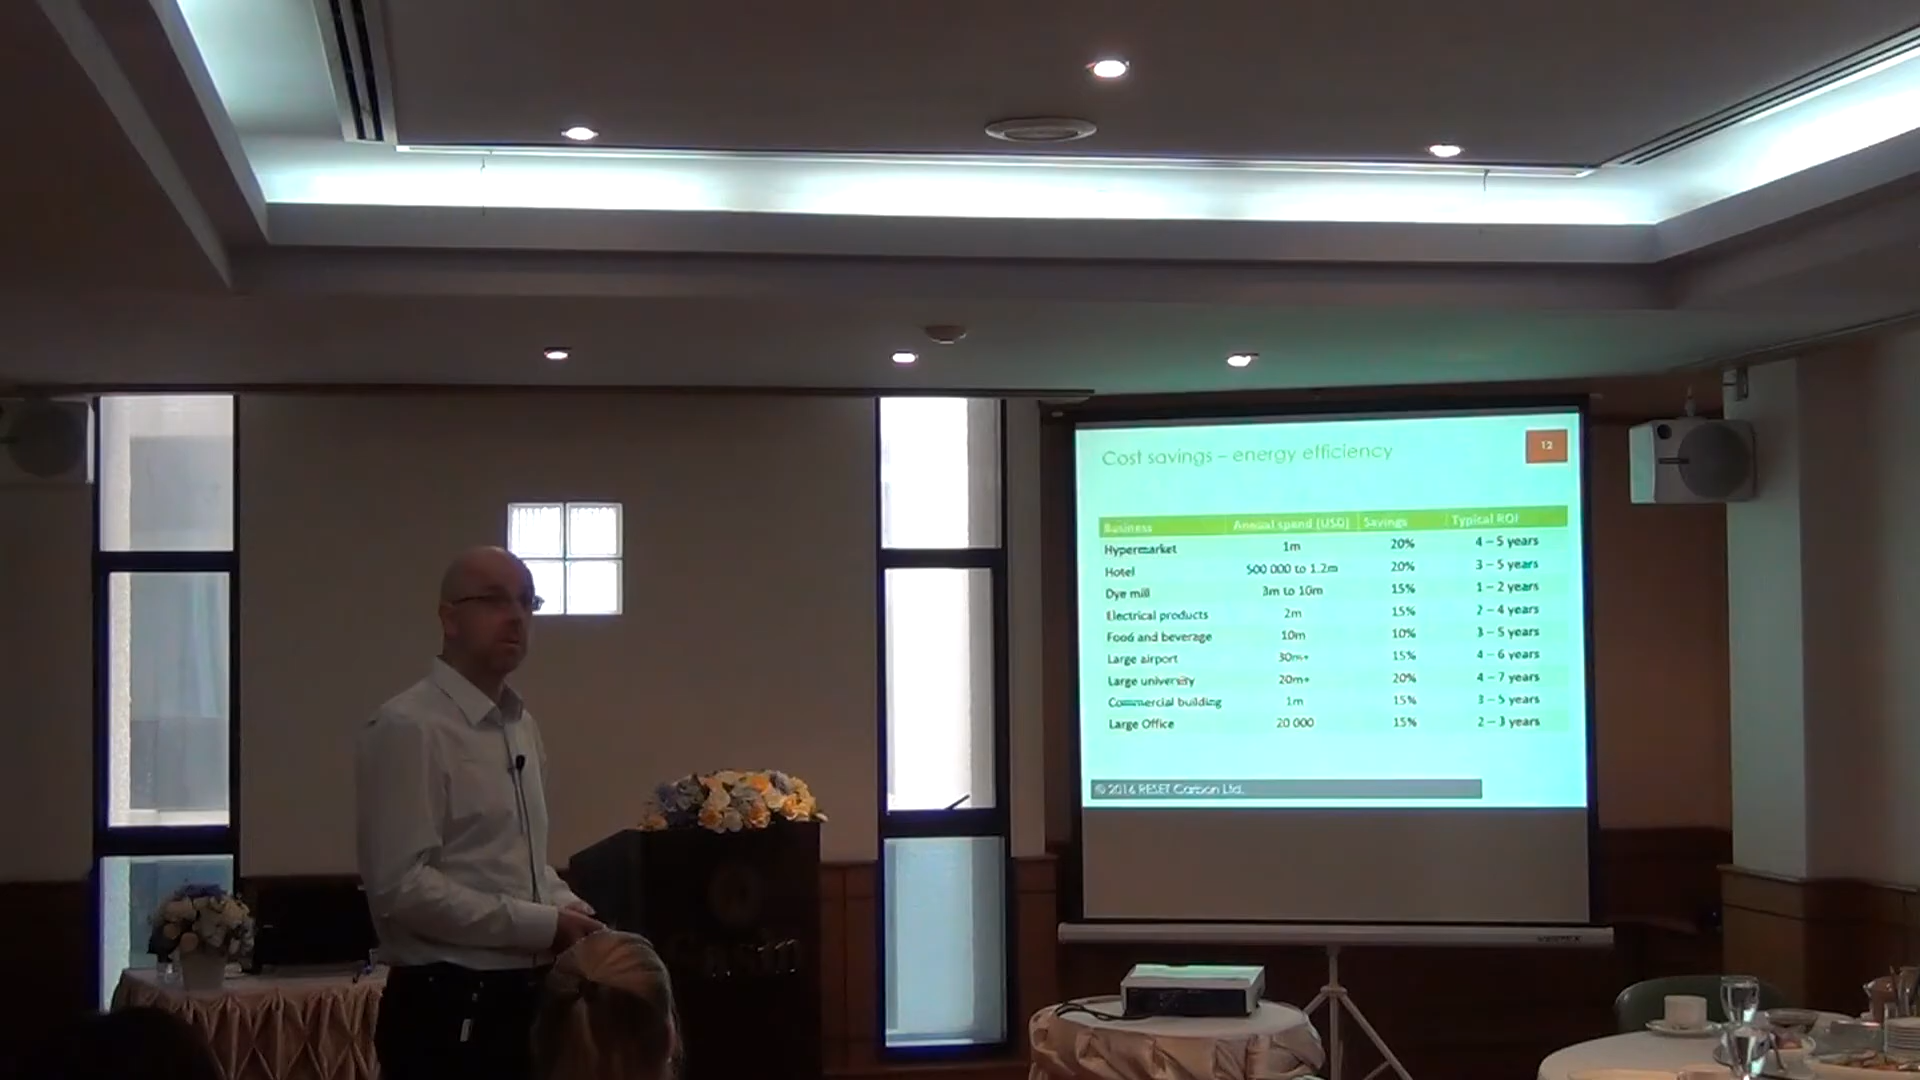 Cost savings – energy efficiency
12
Business Annual spend (USD) Savings Typical ROI
Hypermarket 1m 20% 4 – 5 years
Hotel 500 000 to 1.2m 20% 3 – 5 years
Dye mill 3m to 10m 15% 1 – 2 years
Electrical products 2m 15% 2 – 4 years
Food and beverage 10m 10% 3 – 5 years
Large airport 30m+ 15% 4 – 6 years
Large university 20m+ 20% 4 – 7 years
Commercial building 1m 15% 3 – 5 years
Large Office 20 000 15% 2 – 3 years
© 2016 RESET Carbon Ltd.